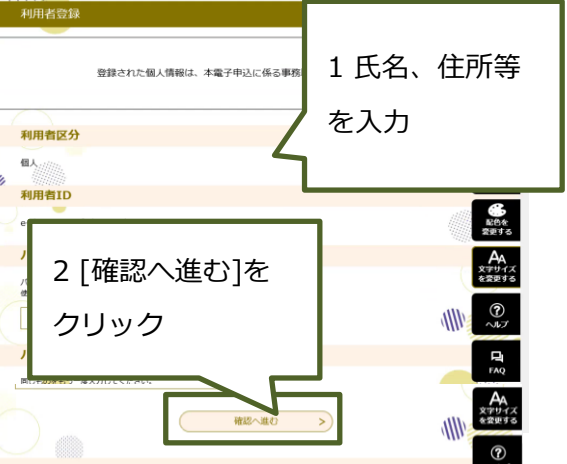 利用者登録
1 氏名、住所等
を入力
登録された個人情報は、本電子申込に係る事務
利用者区分
個人
利用者ID
配色を
変更する
2 [確認へ進む]を
クリック
AA
文字サイズ
を変更する
ヘルプ
FAQ
確認へ進む >
AA
文字サイズ
を変更する